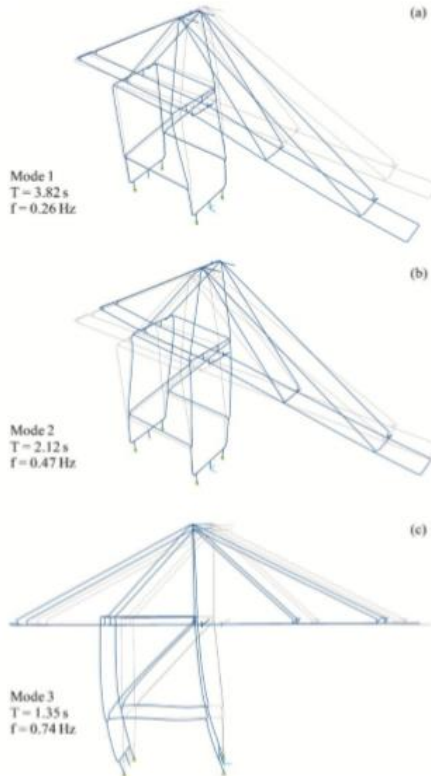 (a)
Mode 1
T = 3.82 s
f = 0.26 Hz
(b)
Mode 2
T = 2.12 s
f = 0.47 Hz
(c)
Mode 3
T = 1.35 s
f = 0.74 Hz